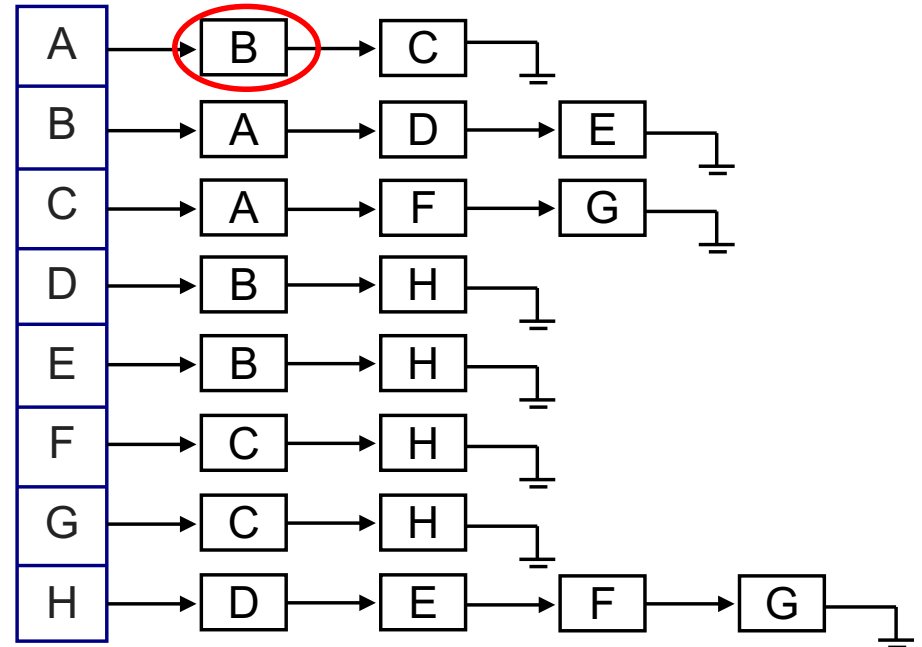 A B C
B A D E
C A F G
D B H
E B H
F C H
G C H
H D E F G